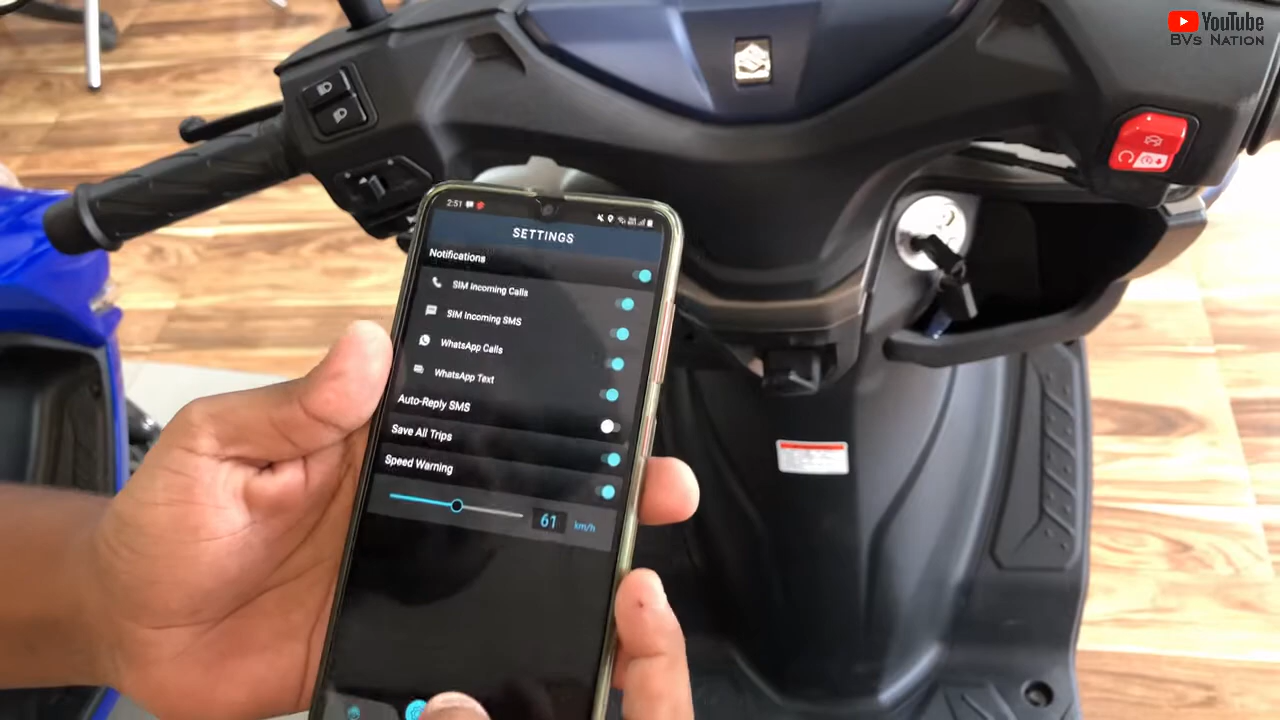 YouTube
BVs Nation
2:51
SETTINGS
Notifications
SIM Incoming Calls
SIM Incoming SMS
WhatsApp Calls
WhatsApp Text
Auto-Reply SMS
Save All Trips
Speed Warning
61 km/h